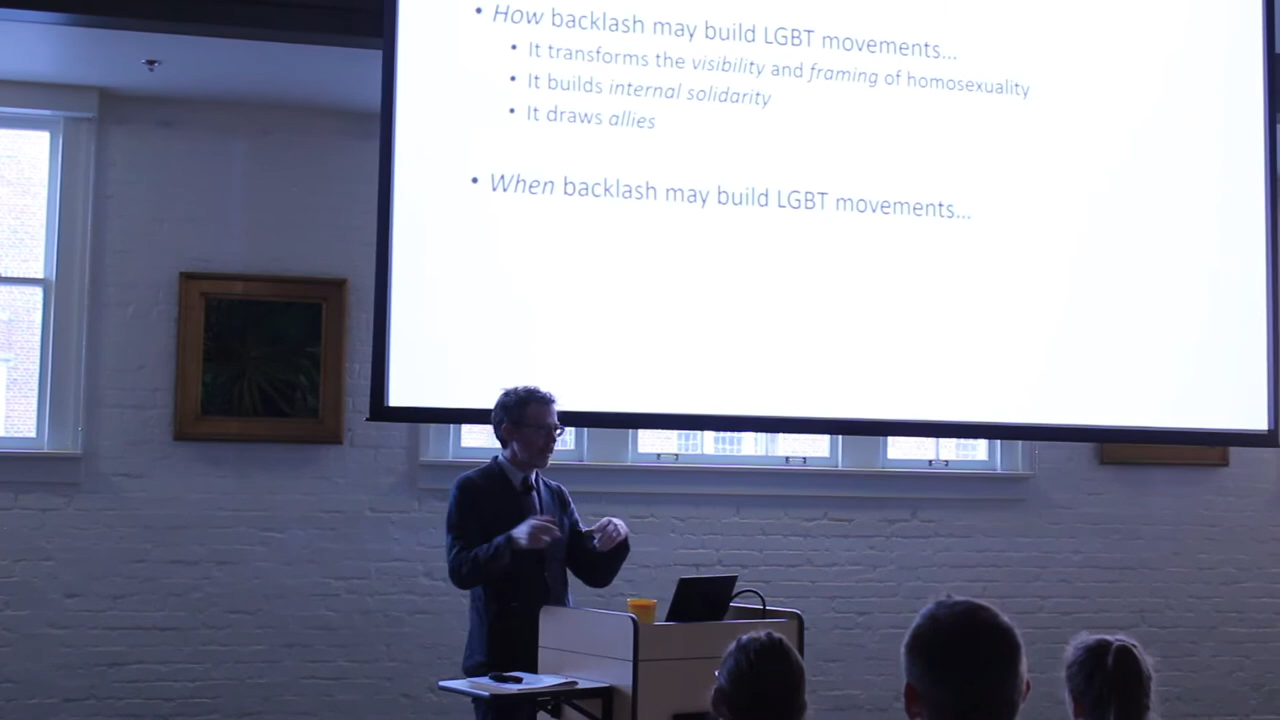 • How backlash may build LGBT movements...
• It transforms the visibility and framing of homosexuality
• It builds internal solidarity
• It draws allies
• When backlash may build LGBT movements...